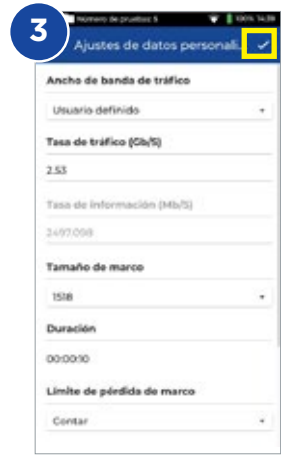 3
Número de pruebas: 5 100% 14:39
Ajustes de datos personali..
Ancho de banda de tráfico
Usuario definido
Tasa de tráfico (Gb/S)
2.53
Tasa de información (Mb/S)
2497.098
Tamaño de marco
1518
Duración
00:00:10
Límite de pérdida de marco
Contar